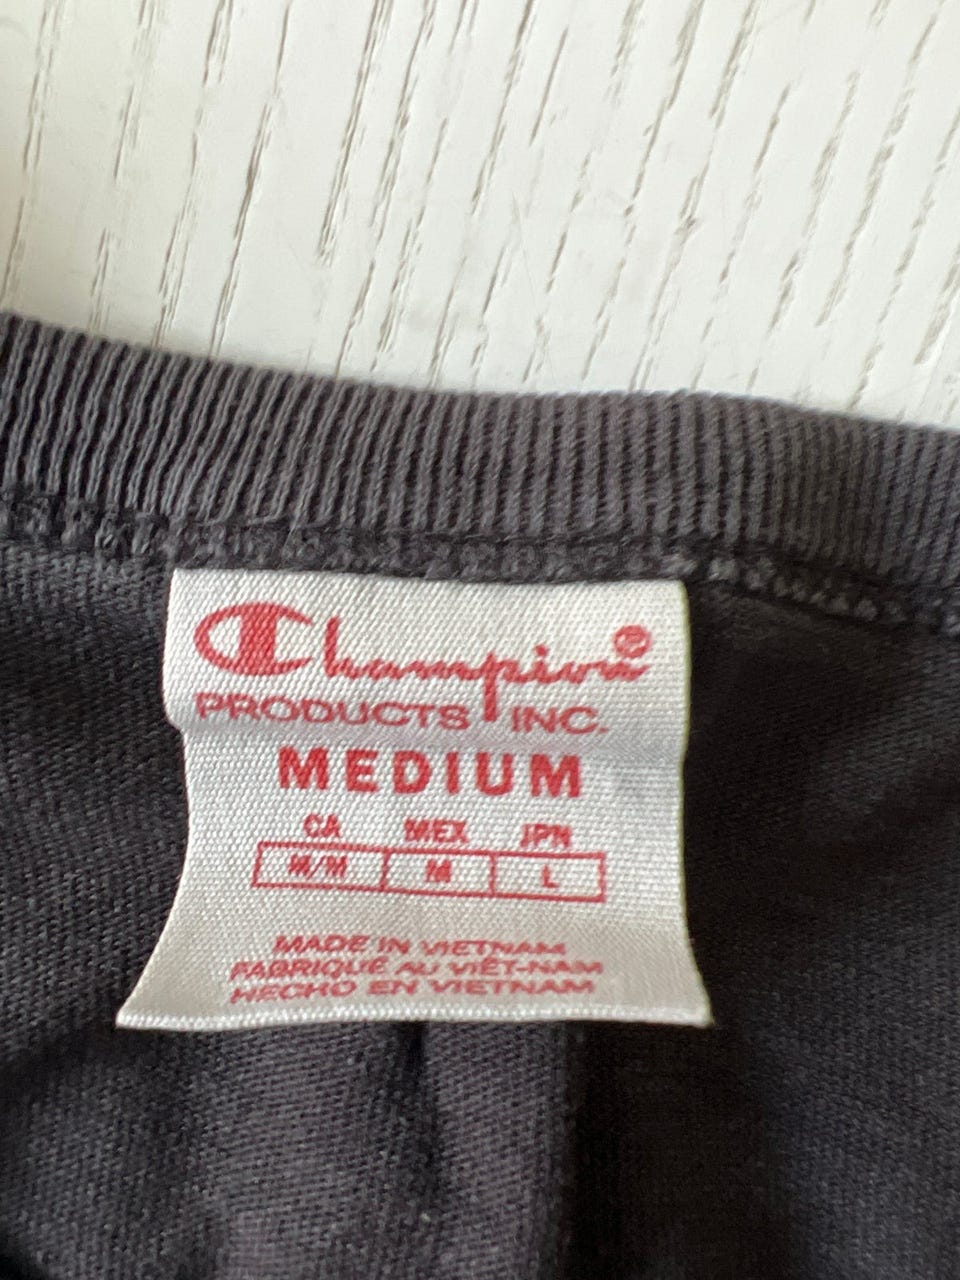 Champion®
PRODUCTS INC.
MEDIUM
CA MEX JPN
M/M M L
MADE IN VIETNAM
FABRIQUÉ AU VIÊT-NAM
HECHO EN VIETNAM